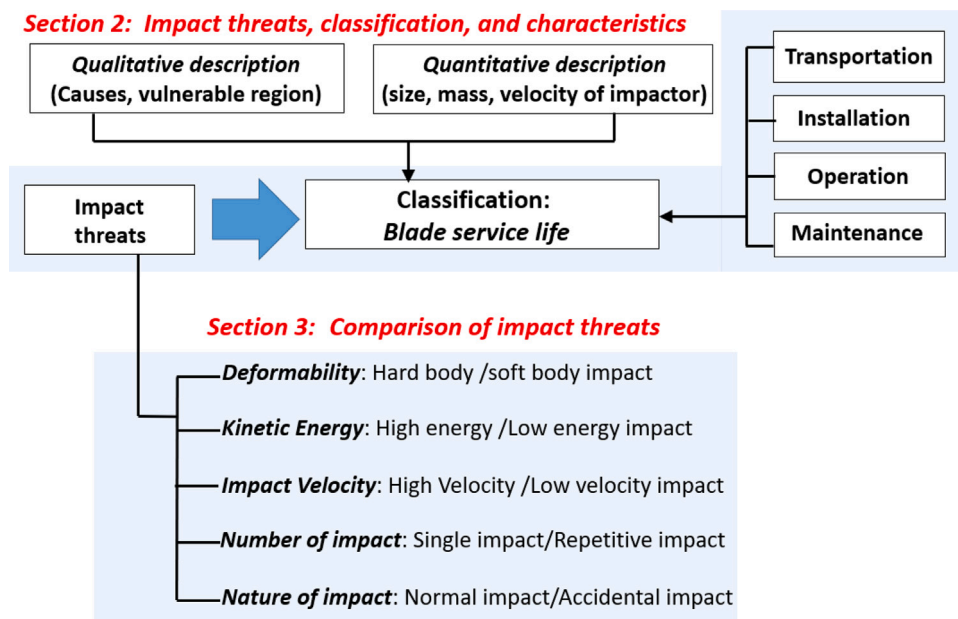 Section 2: Impact threats, classification, and characteristics
Qualitative description
(Causes, vulnerable region)
Quantitative description
(size, mass, velocity of impactor)
Transportation
Installation
Operation
Maintenance
Impact
threats
Classification:
Blade service life
Section 3: Comparison of impact threats
Deformability: Hard body /soft body impact
Kinetic Energy: High energy /Low energy impact
Impact Velocity: High Velocity /Low velocity impact
Number of impact: Single impact/Repetitive impact
Nature of impact: Normal impact/Accidental impact